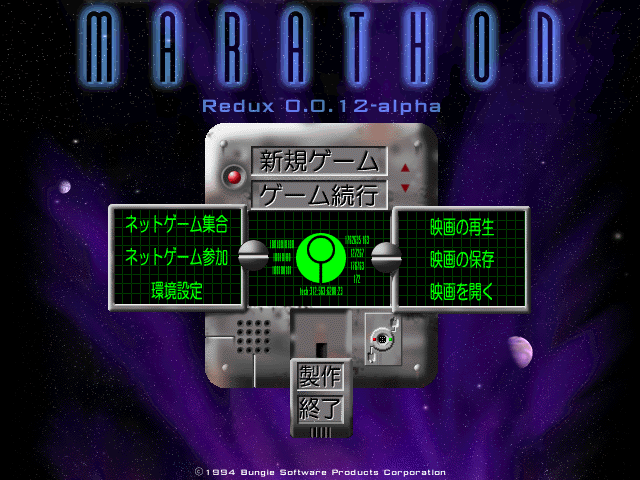 MARATHON
Redux 0.0.12-alpha
新規ゲーム
ゲーム続行
ネットゲーム集合
ネットゲーム参加
環境設定
映画の再生
映画の保存
映画を開く
製作
終了
©1994 Bungie Software Products Corporation